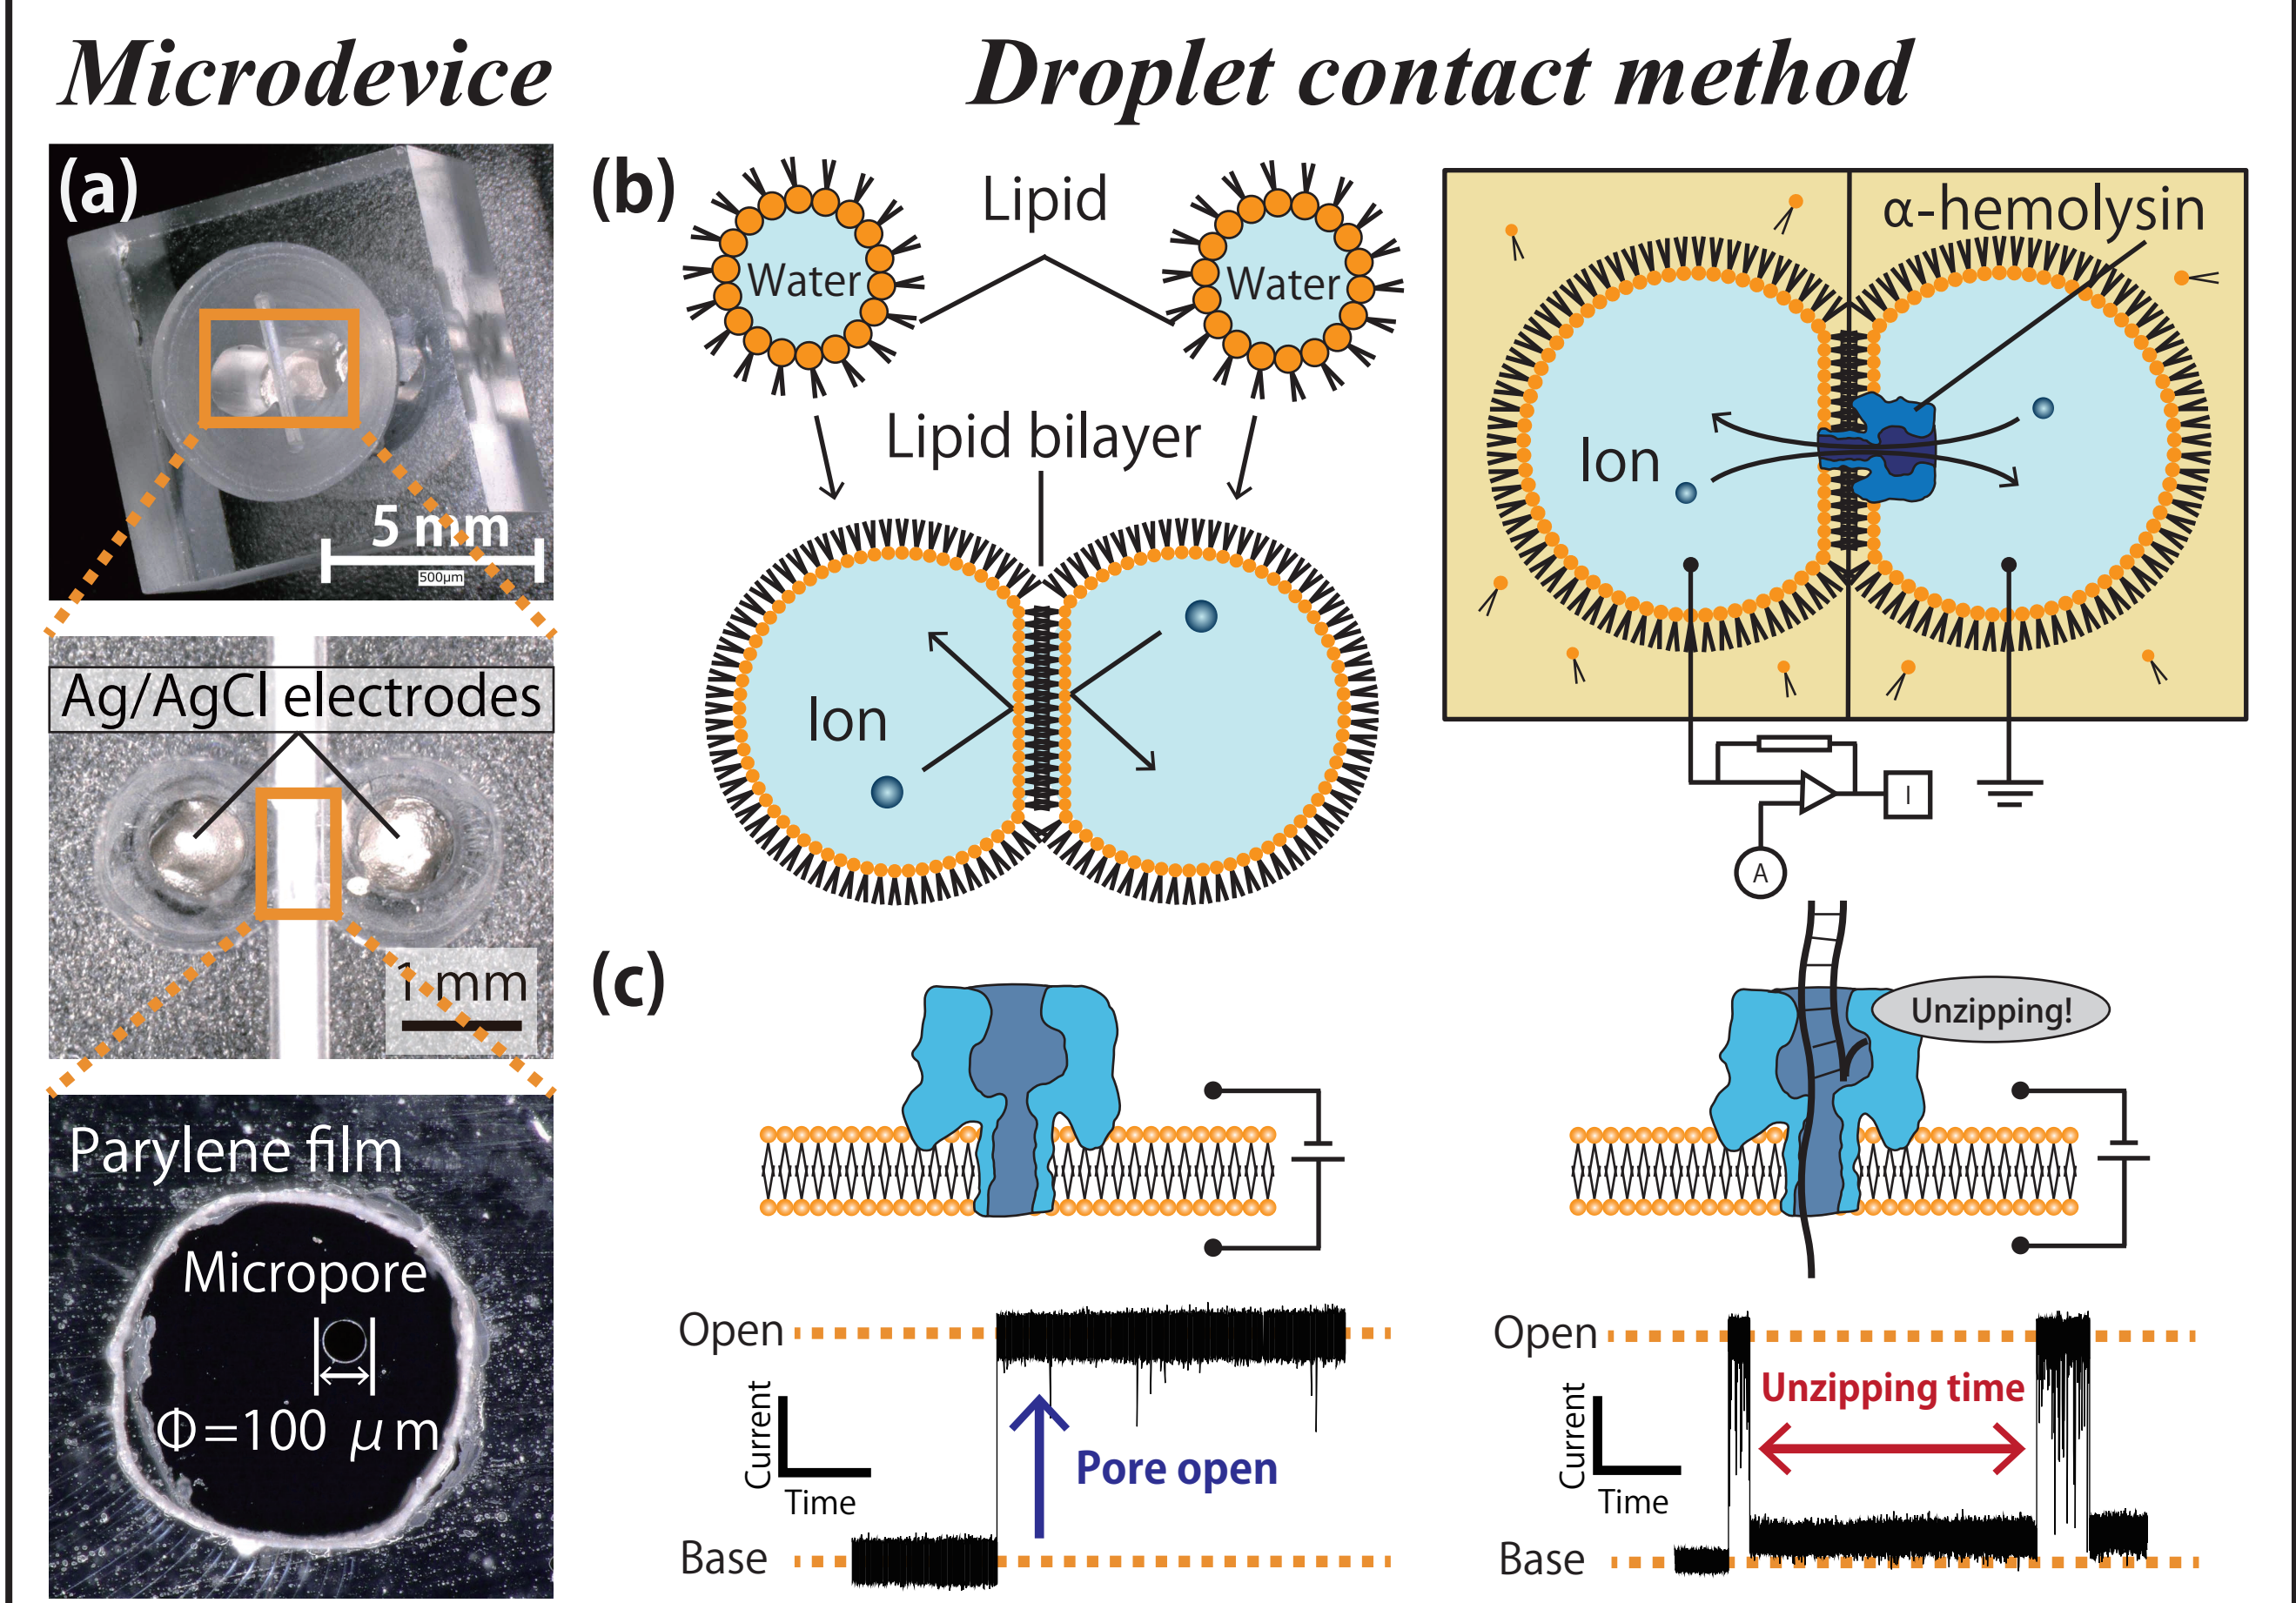 Microdevice
Droplet contact method
(a)
5 mm
500μm
Ag/AgCl electrodes
1 mm
Parylene film
Micropore
Φ=100 μm
(b)
Lipid
Water
Water
Lipid bilayer
Ion
α-hemolysin
Ion
I
A
(c)
Unzipping!
Open
Current
Time
Pore open
Base
Open
Unzipping time
Current
Time
Base